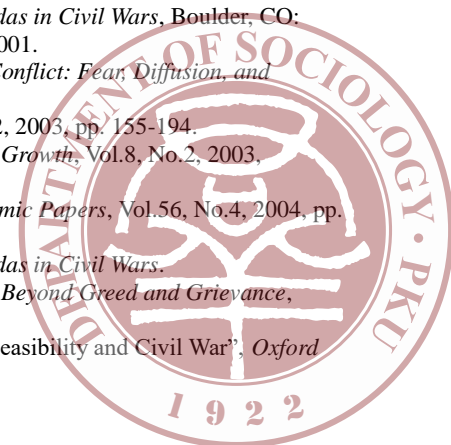 das in Civil Wars, Boulder, CO:
001.
Conflict: Fear, Diffusion, and
2, 2003, pp. 155-194.
Growth, Vol.8, No.2, 2003,
mic Papers, Vol.56, No.4, 2004, pp.
das in Civil Wars.
Beyond Greed and Grievance,
easibility and Civil War”, Oxford
DEPARTMENT OF SOCIOLOGY · PKU
1922